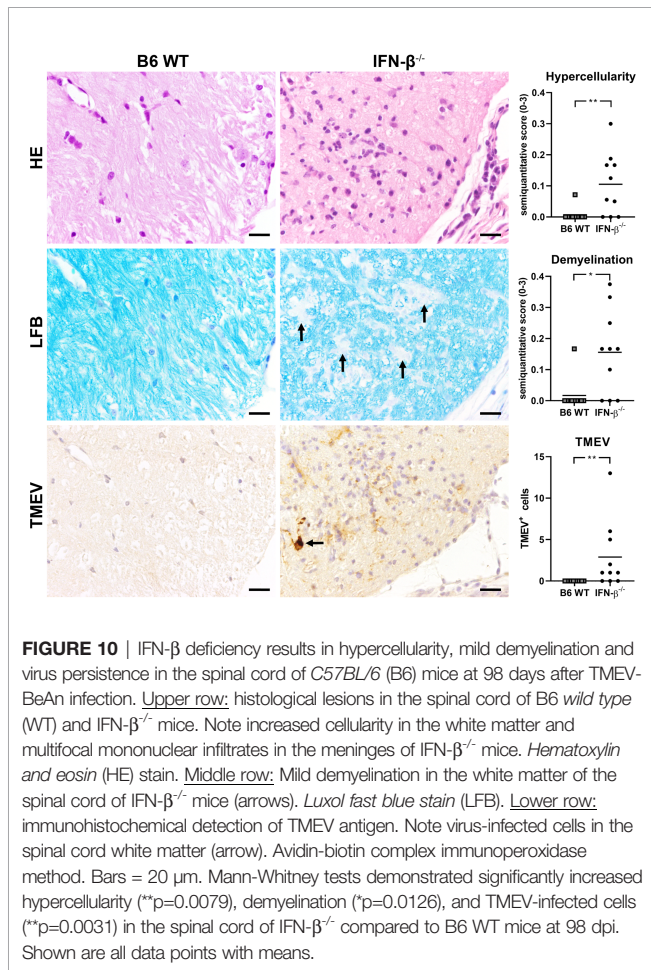 B6 WT
IFN-β-/-
HE
LFB
TMEV
Hypercellularity
semiquantitative score (0-3)
0.4
0.3
0.2
0.1
0.0
**
B6 WT IFN-β-/-
Demyelination
semiquantitative score (0-3)
0.4
0.3
0.2
0.1
0.0
*
B6 WT IFN-β-/-
TMEV
TMEV+ cells
15
10
5
0
**
B6 WT IFN-β-/-
FIGURE 10 | IFN-β deficiency results in hypercellularity, mild demyelination and
virus persistence in the spinal cord of C57BL/6 (B6) mice at 98 days after TMEV-
BeAn infection. Upper row: histological lesions in the spinal cord of B6 wild type
(WT) and IFN-β-/- mice. Note increased cellularity in the white matter and
multifocal mononuclear infiltrates in the meninges of IFN-β-/- mice. Hematoxylin
and eosin (HE) stain. Middle row: Mild demyelination in the white matter of the
spinal cord of IFN-β-/- mice (arrows). Luxol fast blue stain (LFB). Lower row:
immunohistochemical detection of TMEV antigen. Note virus-infected cells in the
spinal cord white matter (arrow). Avidin-biotin complex immunoperoxidase
method. Bars = 20 µm. Mann-Whitney tests demonstrated significantly increased
hypercellularity (**p=0.0079), demyelination (*p=0.0126), and TMEV-infected cells
(**p=0.0031) in the spinal cord of IFN-β-/- compared to B6 WT mice at 98 dpi.
Shown are all data points with means.